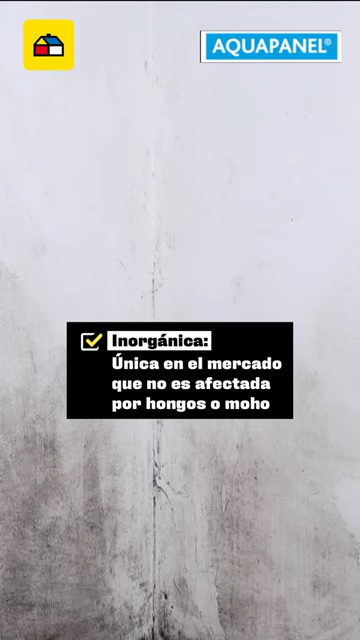 AQUAPANEL®
Inorgánica:
Única en el mercado
que no es afectada
por hongos o moho